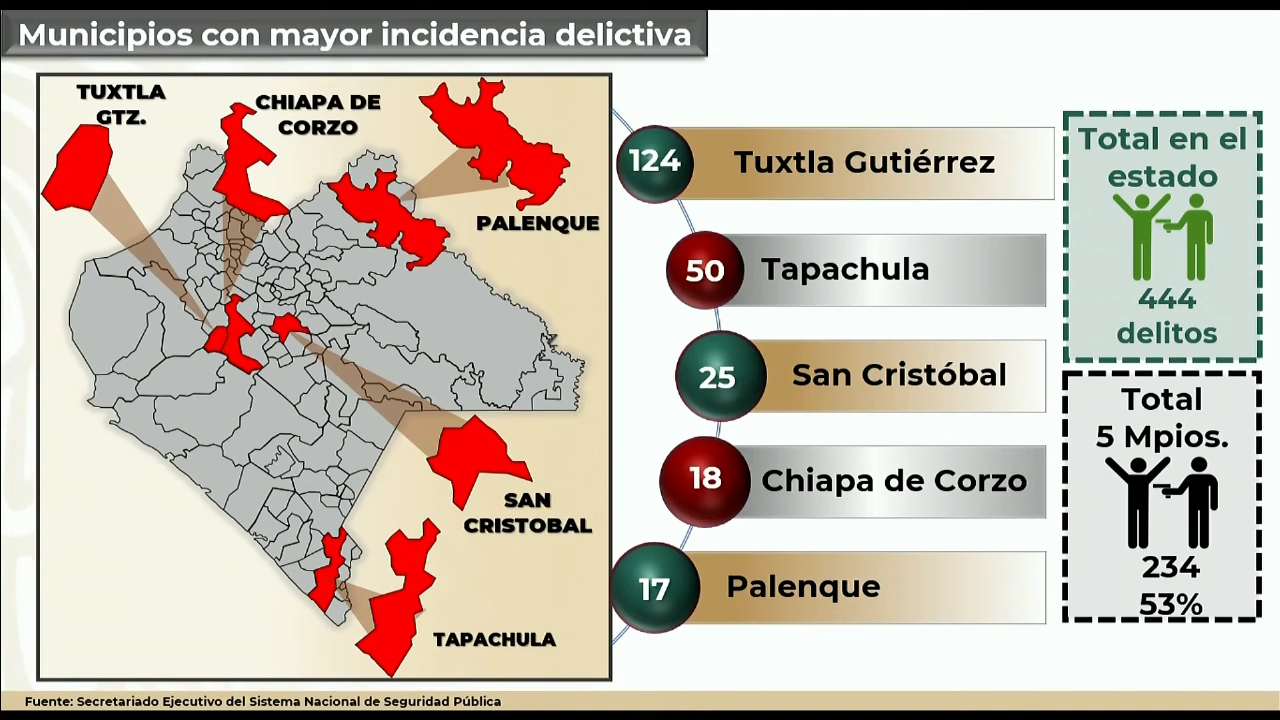 Municipios con mayor incidencia delictiva
TUXTLA
GTZ.
CHIAPA DE
CORZO
PALENQUE
SAN
CRISTOBAL
TAPACHULA
124 Tuxtla Gutiérrez
50 Tapachula
25 San Cristóbal
18 Chiapa de Corzo
17 Palenque
Total en el
estado
444
delitos
Total
5 Mpios.
234
53%
Fuente: Secretariado Ejecutivo del Sistema Nacional de Seguridad Pública